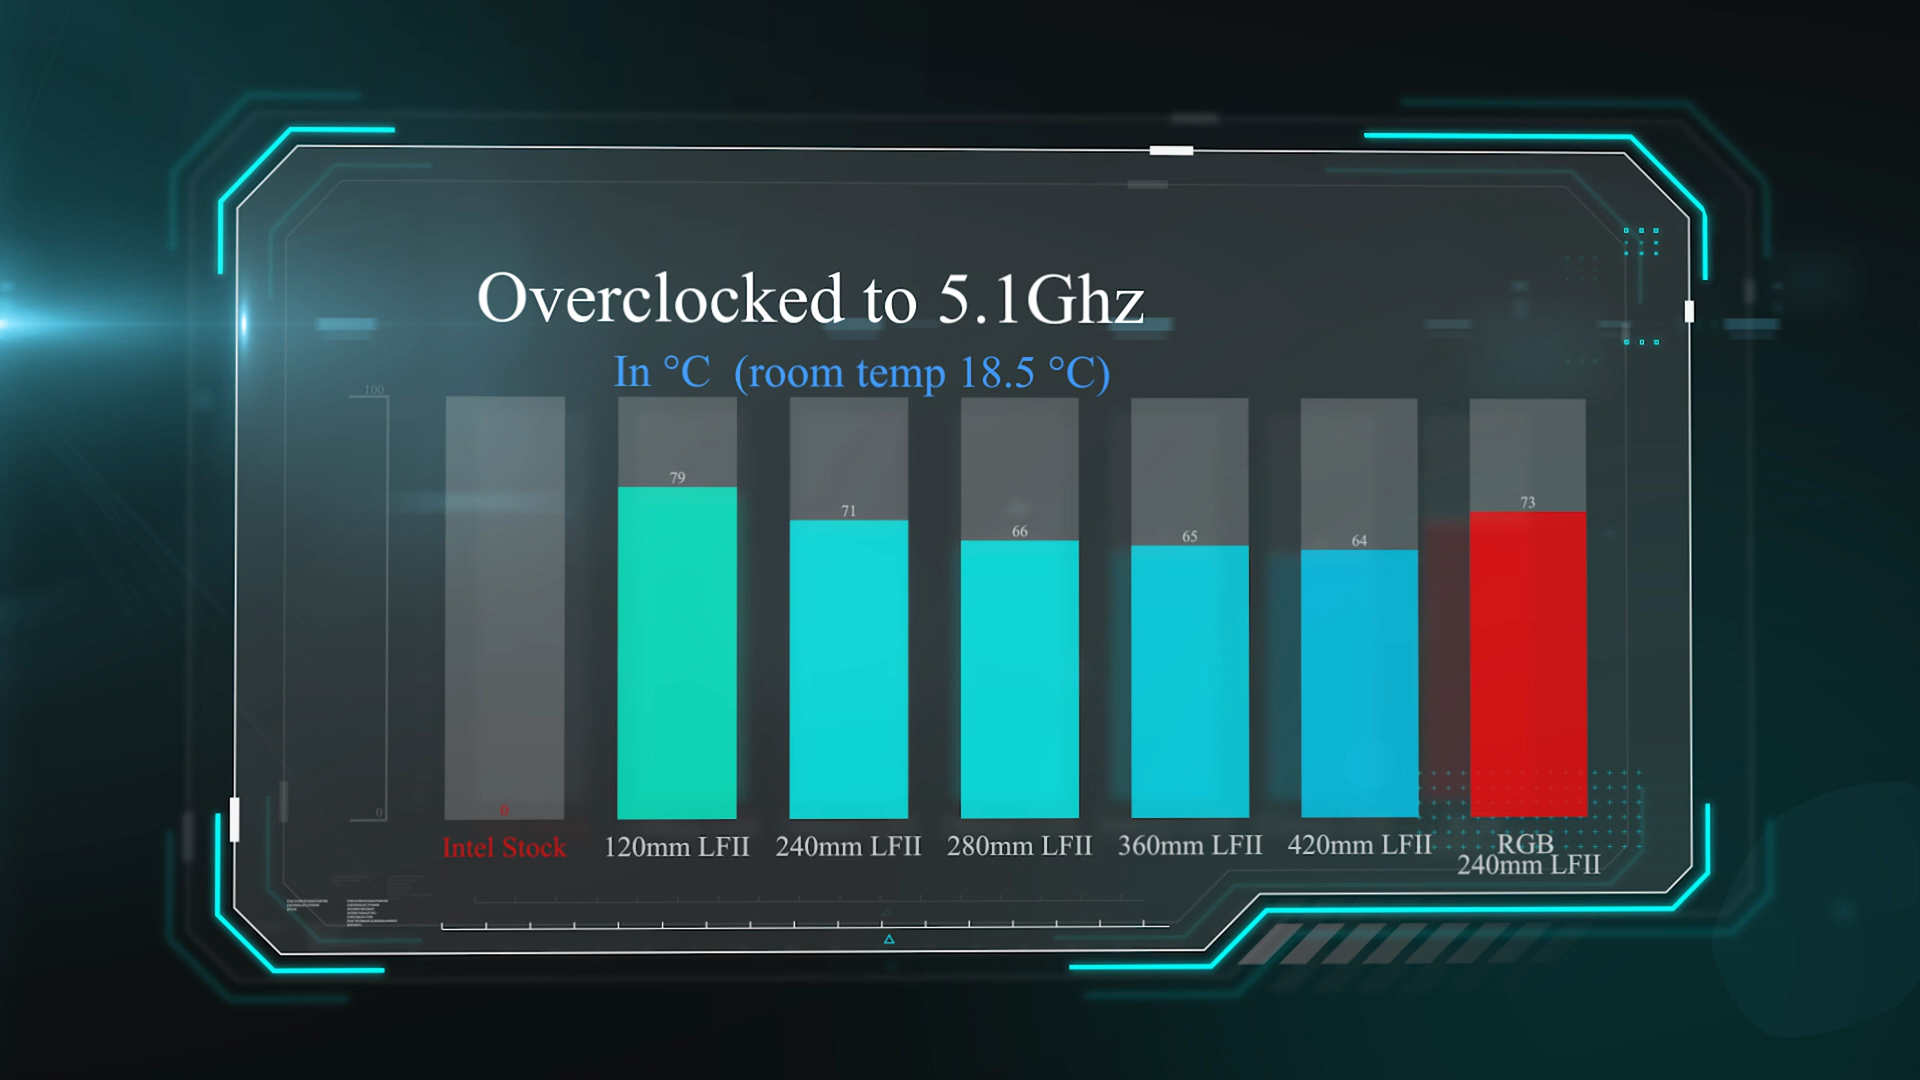 Overclocked to 5.1Ghz
In °C (room temp 18.5 °C)
100
79
71
66
65
64
73
0
0
Intel Stock
120mm LFII
240mm LFII
280mm LFII
360mm LFII
420mm LFII
RGB
240mm LFII